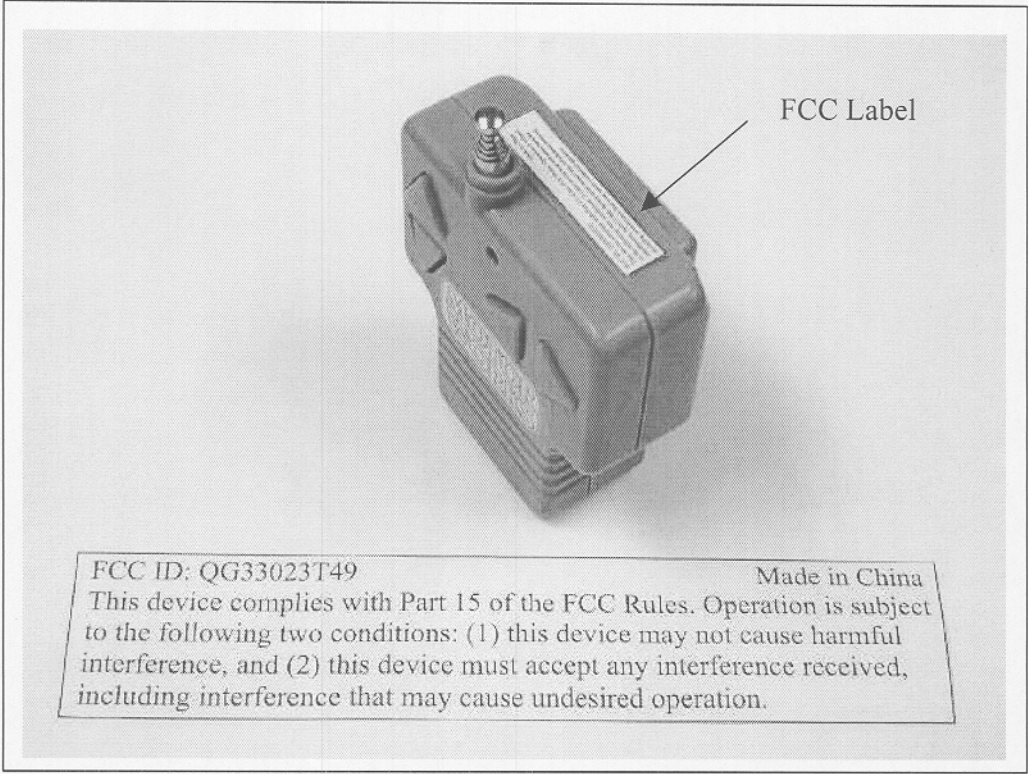 FCC Label
FCC ID: QG33023T49 Made in China
This device complies with Part 15 of the FCC Rules. Operation is subject
to the following two conditions: (1) this device may not cause harmful
interference, and (2) this device must accept any interference received,
including interference that may cause undesired operation.